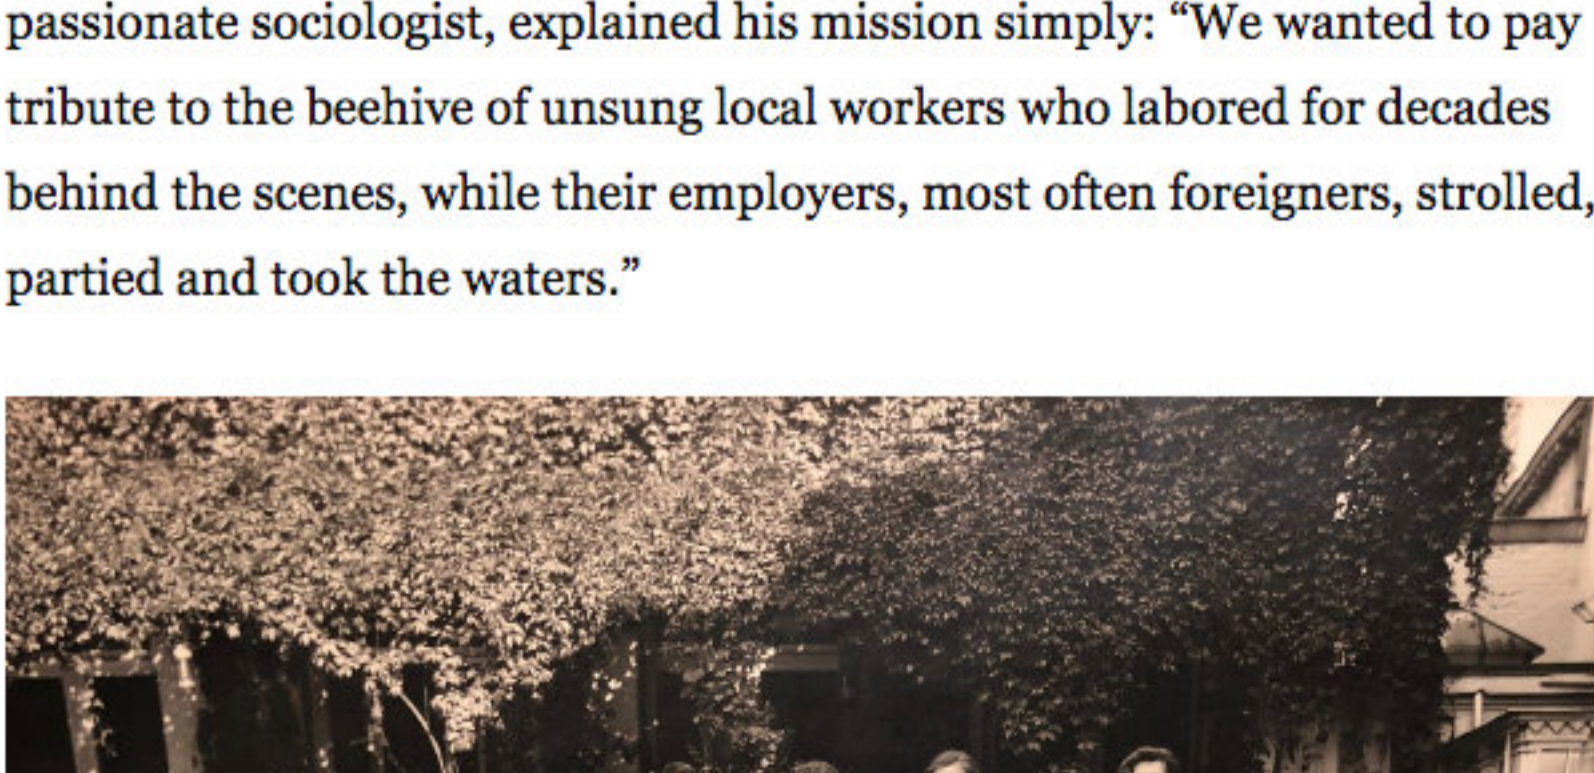 passionate sociologist, explained his mission simply: “We wanted to pay
tribute to the beehive of unsung local workers who labored for decades
behind the scenes, while their employers, most often foreigners, strolled,
partied and took the waters.”